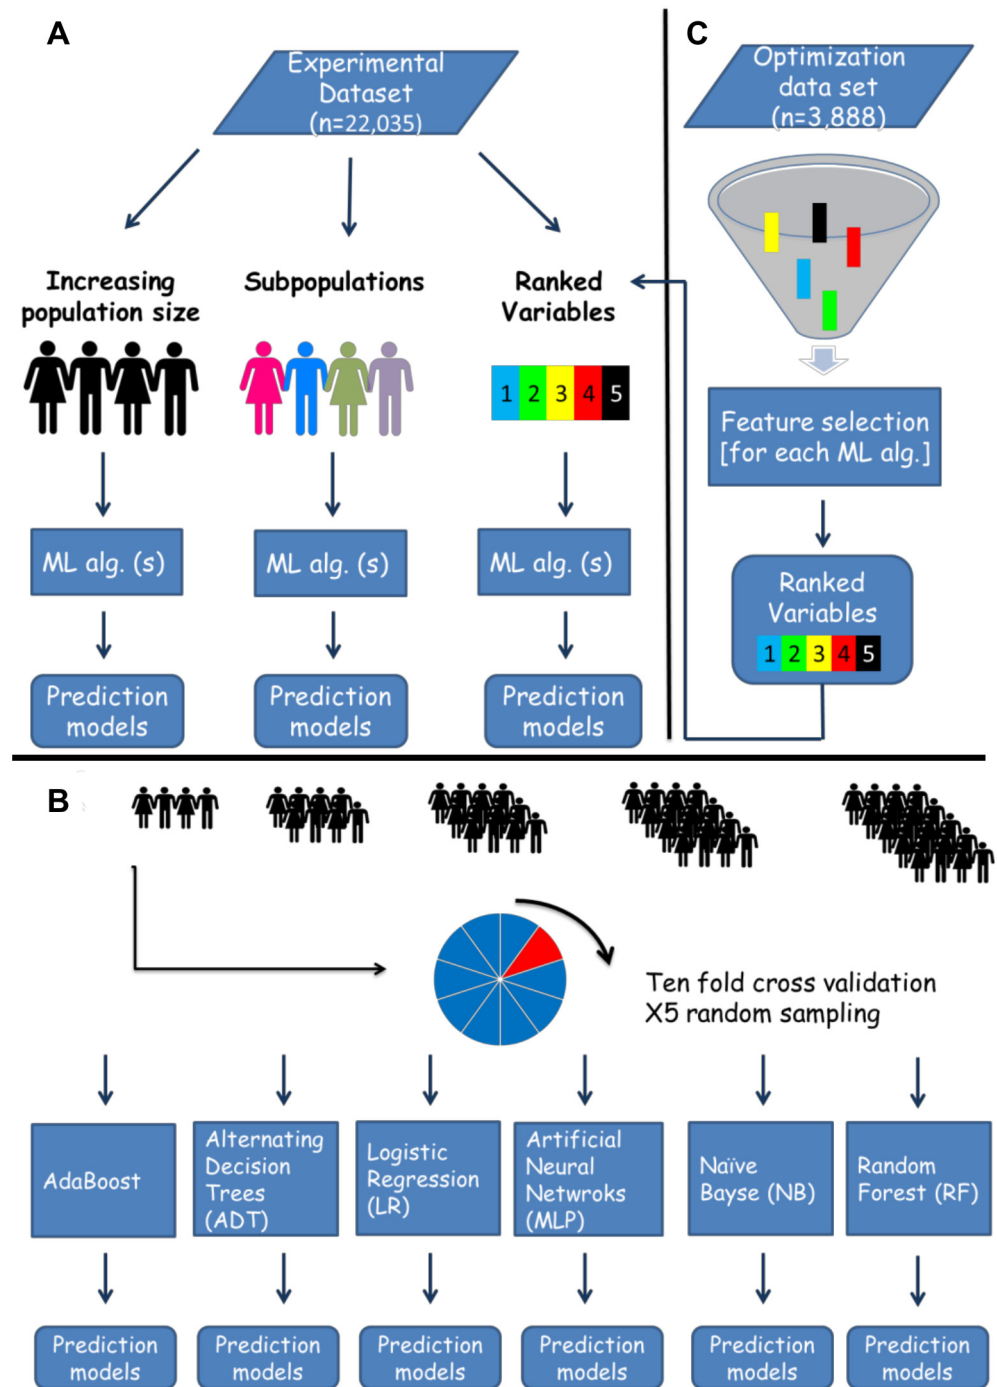 A
Experimental
Dataset
(n=22,035)
Increasing
population size
Subpopulations
Ranked
Variables
1 2 3 4 5
ML alg. (s)
ML alg. (s)
ML alg. (s)
Prediction
models
Prediction
models
Prediction
models
C
Optimization
data set
(n=3,888)
Feature selection
[for each ML alg.]
Ranked
Variables
1 2 3 4 5
B
Ten fold cross validation
X5 random sampling
AdaBoost
Alternating
Decision
Trees
(ADT)
Logistic
Regression
(LR)
Artificial
Neural
Netwroks
(MLP)
Naïve
Bayse (NB)
Random
Forest (RF)
Prediction
models
Prediction
models
Prediction
models
Prediction
models
Prediction
models
Prediction
models